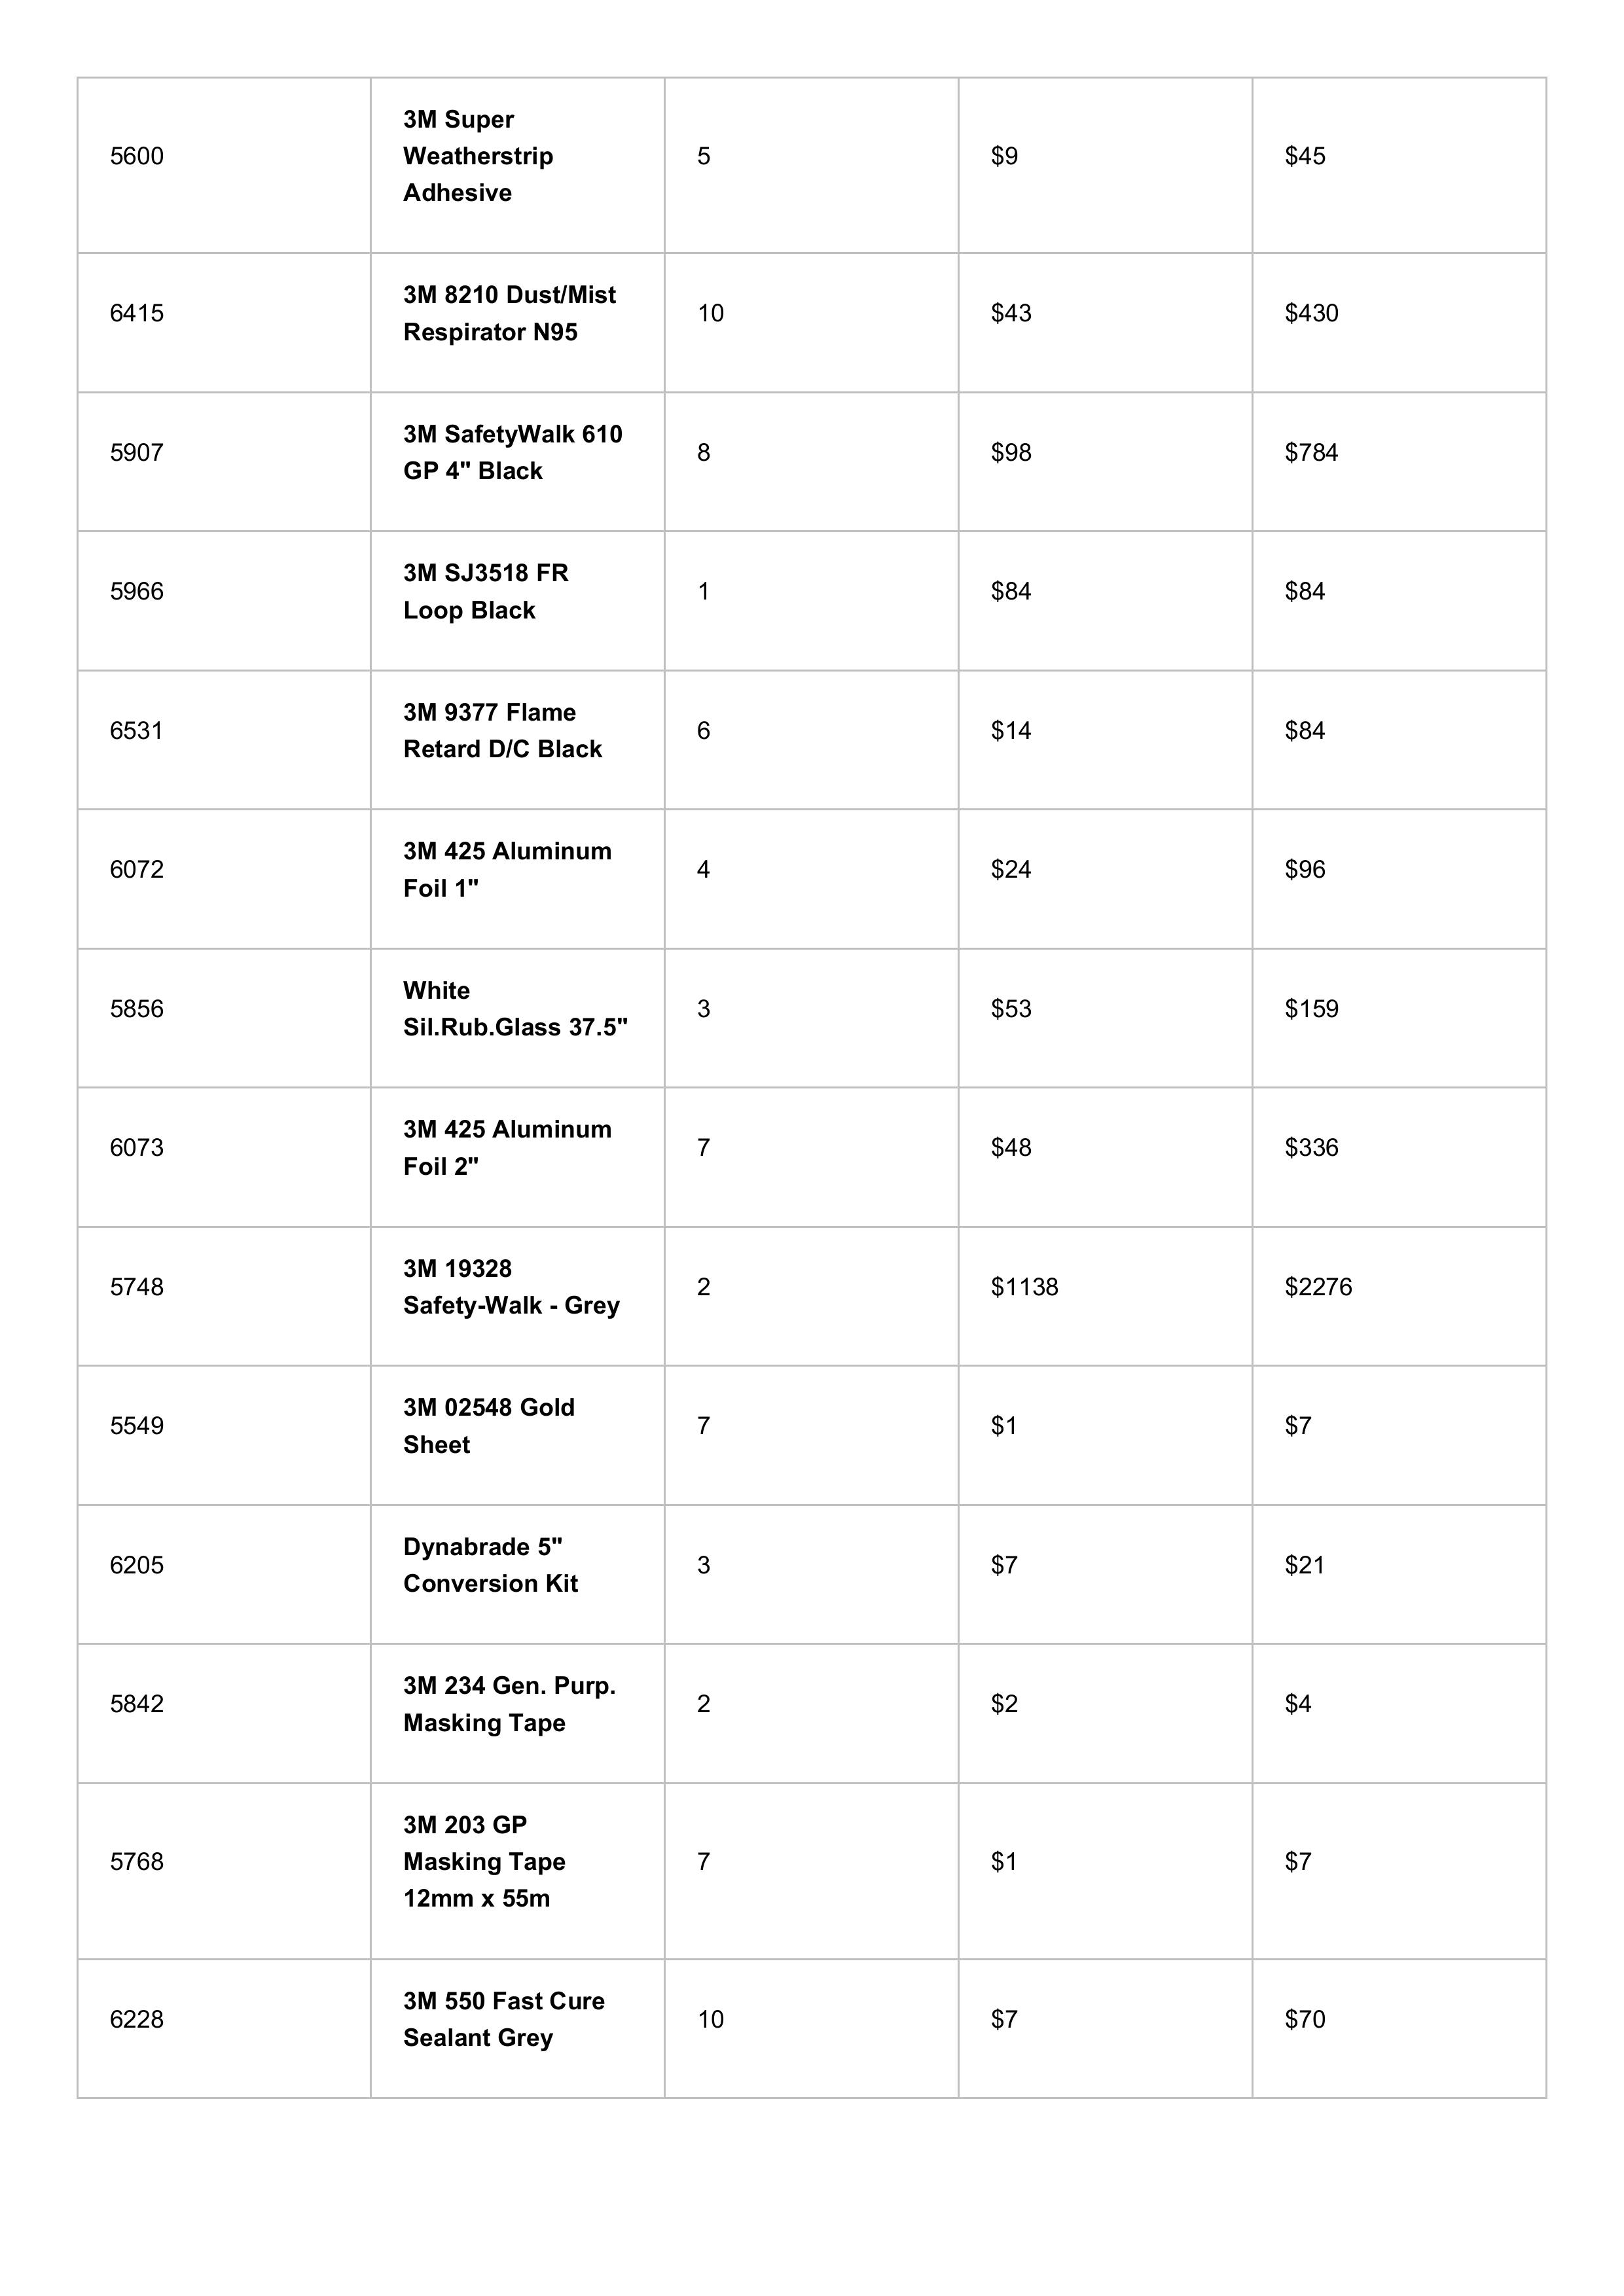 3M Super
5600 Weatherstrip 5 $9 $45
Adhesive
3M 8210 Dust/Mist
6415 10 $43 $430
Respirator N95
3M SafetyWalk 610
5907 8 $98 $784
GP 4" Black
3M SJ3518 FR
5966 1 $84 $84
Loop Black
3M 9377 Flame
6531 6 $14 $84
Retard D/C Black
3M 425 Aluminum
6072 4 $24 $96
Foil 1"
White
5856 3 $53 $159
Sil.Rub.Glass 37.5"
3M 425 Aluminum
6073 7 $48 $336
Foil 2"
3M 19328
5748 2 $1138 $2276
Safety-Walk - Grey
3M 02548 Gold
5549 7 $1 $7
Sheet
Dynabrade 5"
6205 3 $7 $21
Conversion Kit
3M 234 Gen. Purp.
5842 2 $2 $4
Masking Tape
3M 203 GP
5768 Masking Tape 7 $1 $7
12mm x 55m
3M 550 Fast Cure
6228 10 $7 $70
Sealant Grey